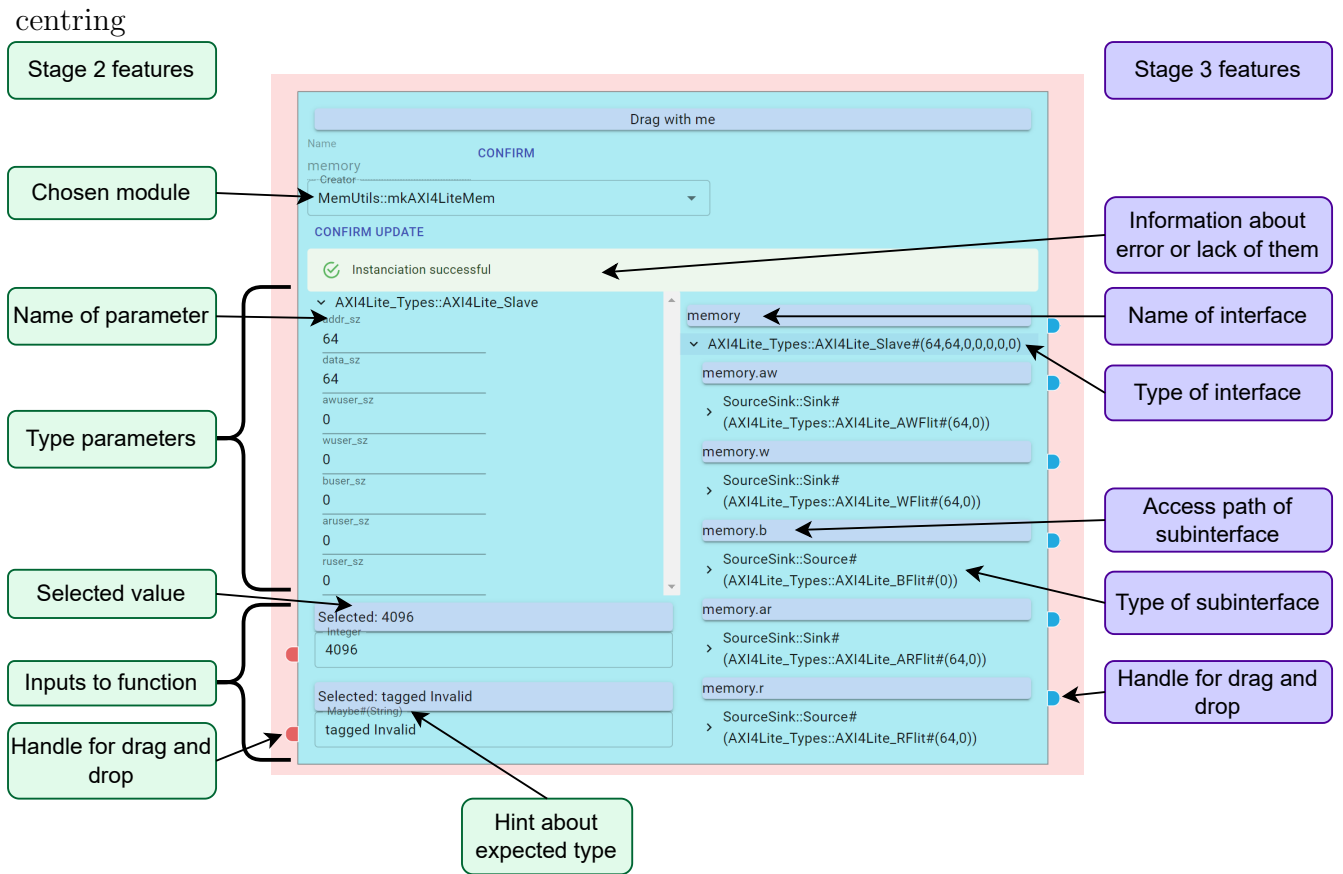 centring
Stage 2 features
Stage 3 features
Drag with me
Name
memory
CONFIRM
Creator
MemUtils::mkAXI4LiteMem
CONFIRM UPDATE
Instanciation successful
AXI4Lite_Types::AXI4Lite_Slave
addr_sz
64
data_sz
64
awuser_sz
0
wuser_sz
0
buser_sz
0
aruser_sz
0
ruser_sz
0
Selected: 4096
Integer
4096
Selected: tagged Invalid
Maybe#(String)
tagged Invalid
memory
AXI4Lite_Types::AXI4Lite_Slave#(64,64,0,0,0,0,0)
memory.aw
SourceSink::Sink#
(AXI4Lite_Types::AXI4Lite_AWFlit#(64,0))
memory.w
SourceSink::Sink#
(AXI4Lite_Types::AXI4Lite_WFlit#(64,0))
memory.b
SourceSink::Source#
(AXI4Lite_Types::AXI4Lite_BFlit#(0))
memory.ar
SourceSink::Sink#
(AXI4Lite_Types::AXI4Lite_ARFlit#(64,0))
memory.r
SourceSink::Source#
(AXI4Lite_Types::AXI4Lite_RFlit#(64,0))
Chosen module
Name of parameter
Type parameters
Selected value
Inputs to function
Handle for drag and
drop
Hint about
expected type
Information about
error or lack of them
Name of interface
Type of interface
Access path of
subinterface
Type of subinterface
Handle for drag and
drop